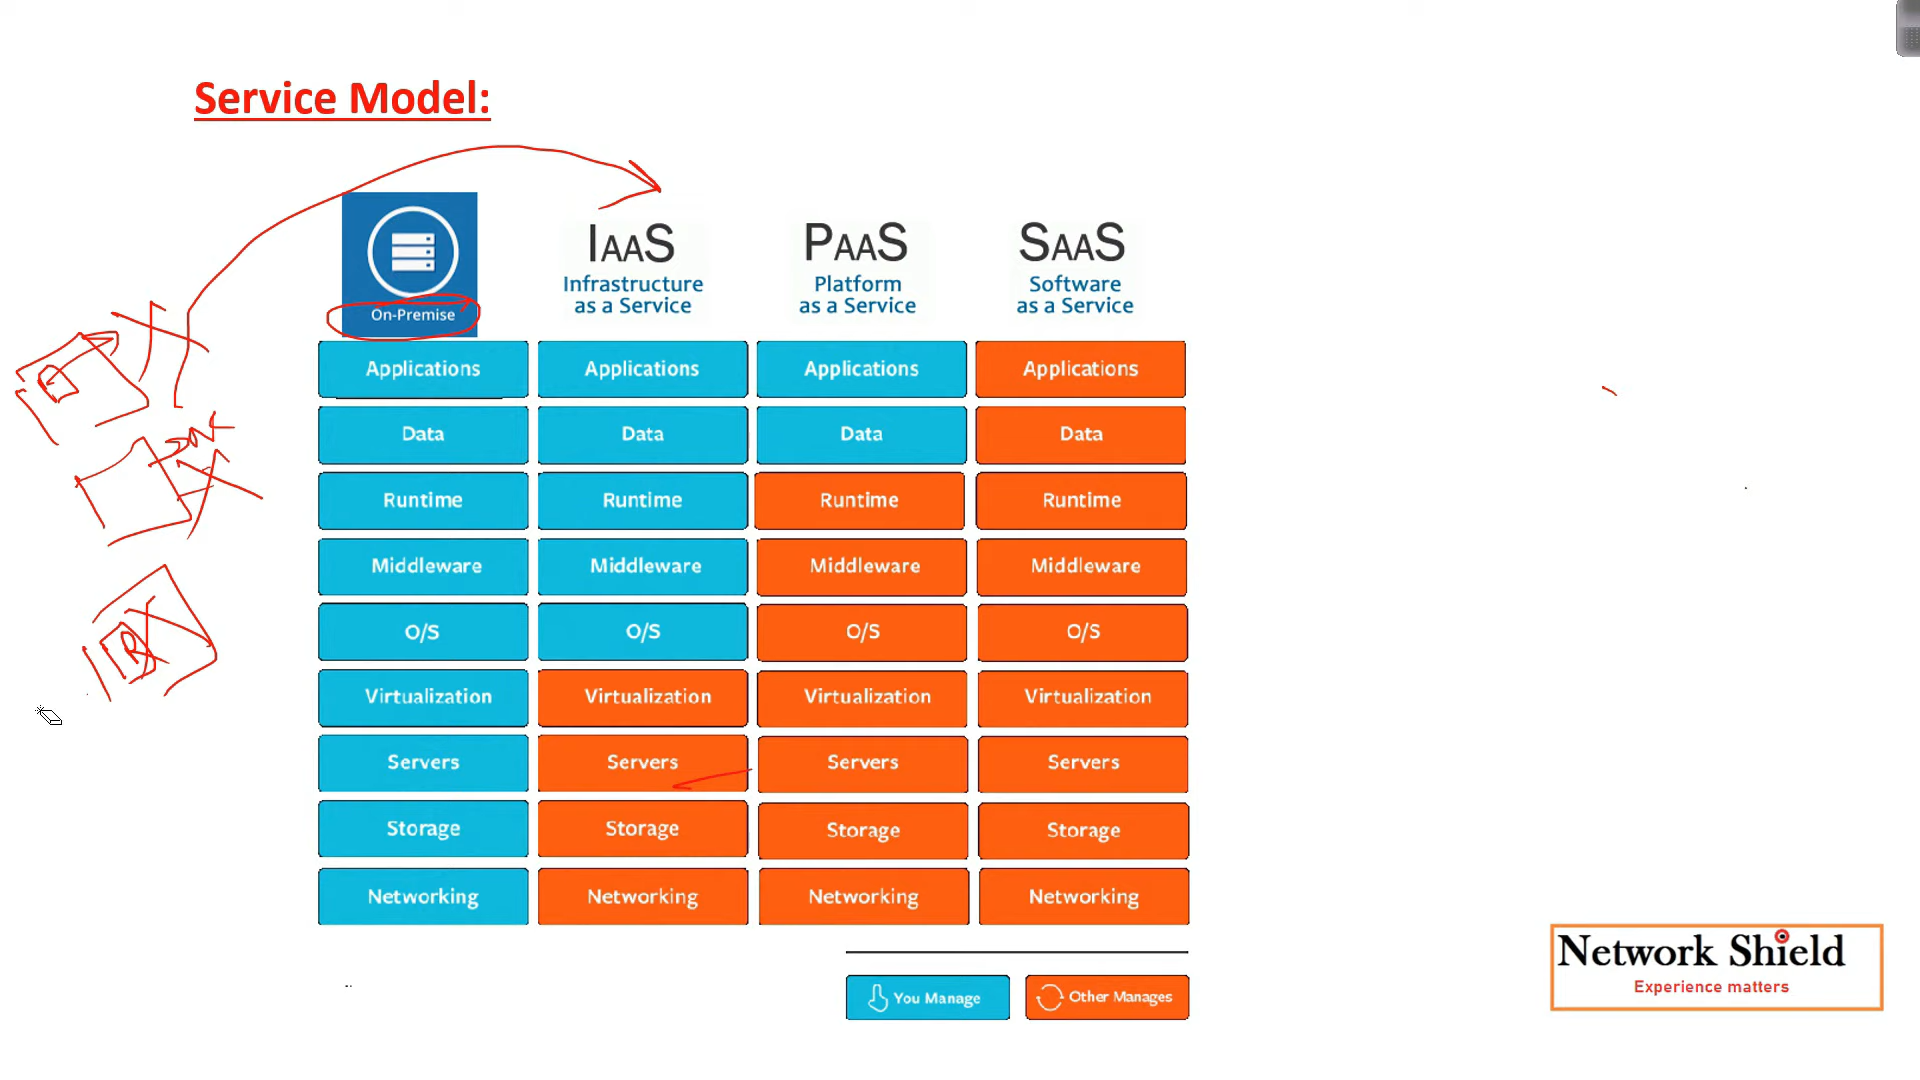 Service Model:
IAAS PAAS SAAS
Infrastructure as a Service
Platform as a Service
Software as a Service
On-Premise
Applications Applications Applications Applications
Data Data Data Data
Runtime Runtime Runtime Runtime
Middleware Middleware Middleware Middleware
O/S O/S O/S O/S
Virtualization Virtualization Virtualization Virtualization
Servers Servers Servers Servers
Storage Storage Storage Storage
Networking Networking Networking Networking
You Manage Other Manages
Network Shield
Experience matters